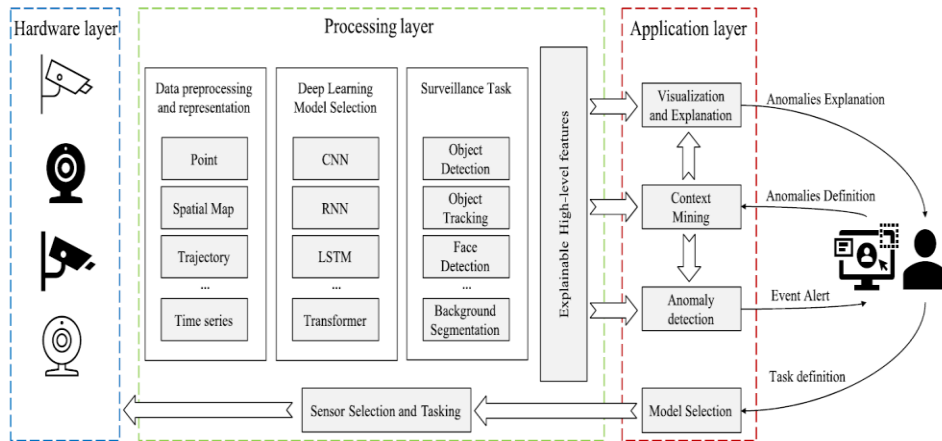 Hardware layer
Processing layer
Application layer
Data preprocessing
and representation
Point
Spatial Map
Trajectory
...
Time series
Deep Learning
Model Selection
CNN
RNN
LSTM
...
Transformer
Surveillance Task
Object
Detection
Object
Tracking
Face
Detection
...
Background
Segmentation
Explainable High-level features
Visualization
and Explanation
Context
Mining
Anomaly
detection
Anomalies Explanation
Anomalies Definition
Event Alert
Task definition
Sensor Selection and Tasking
Model Selection